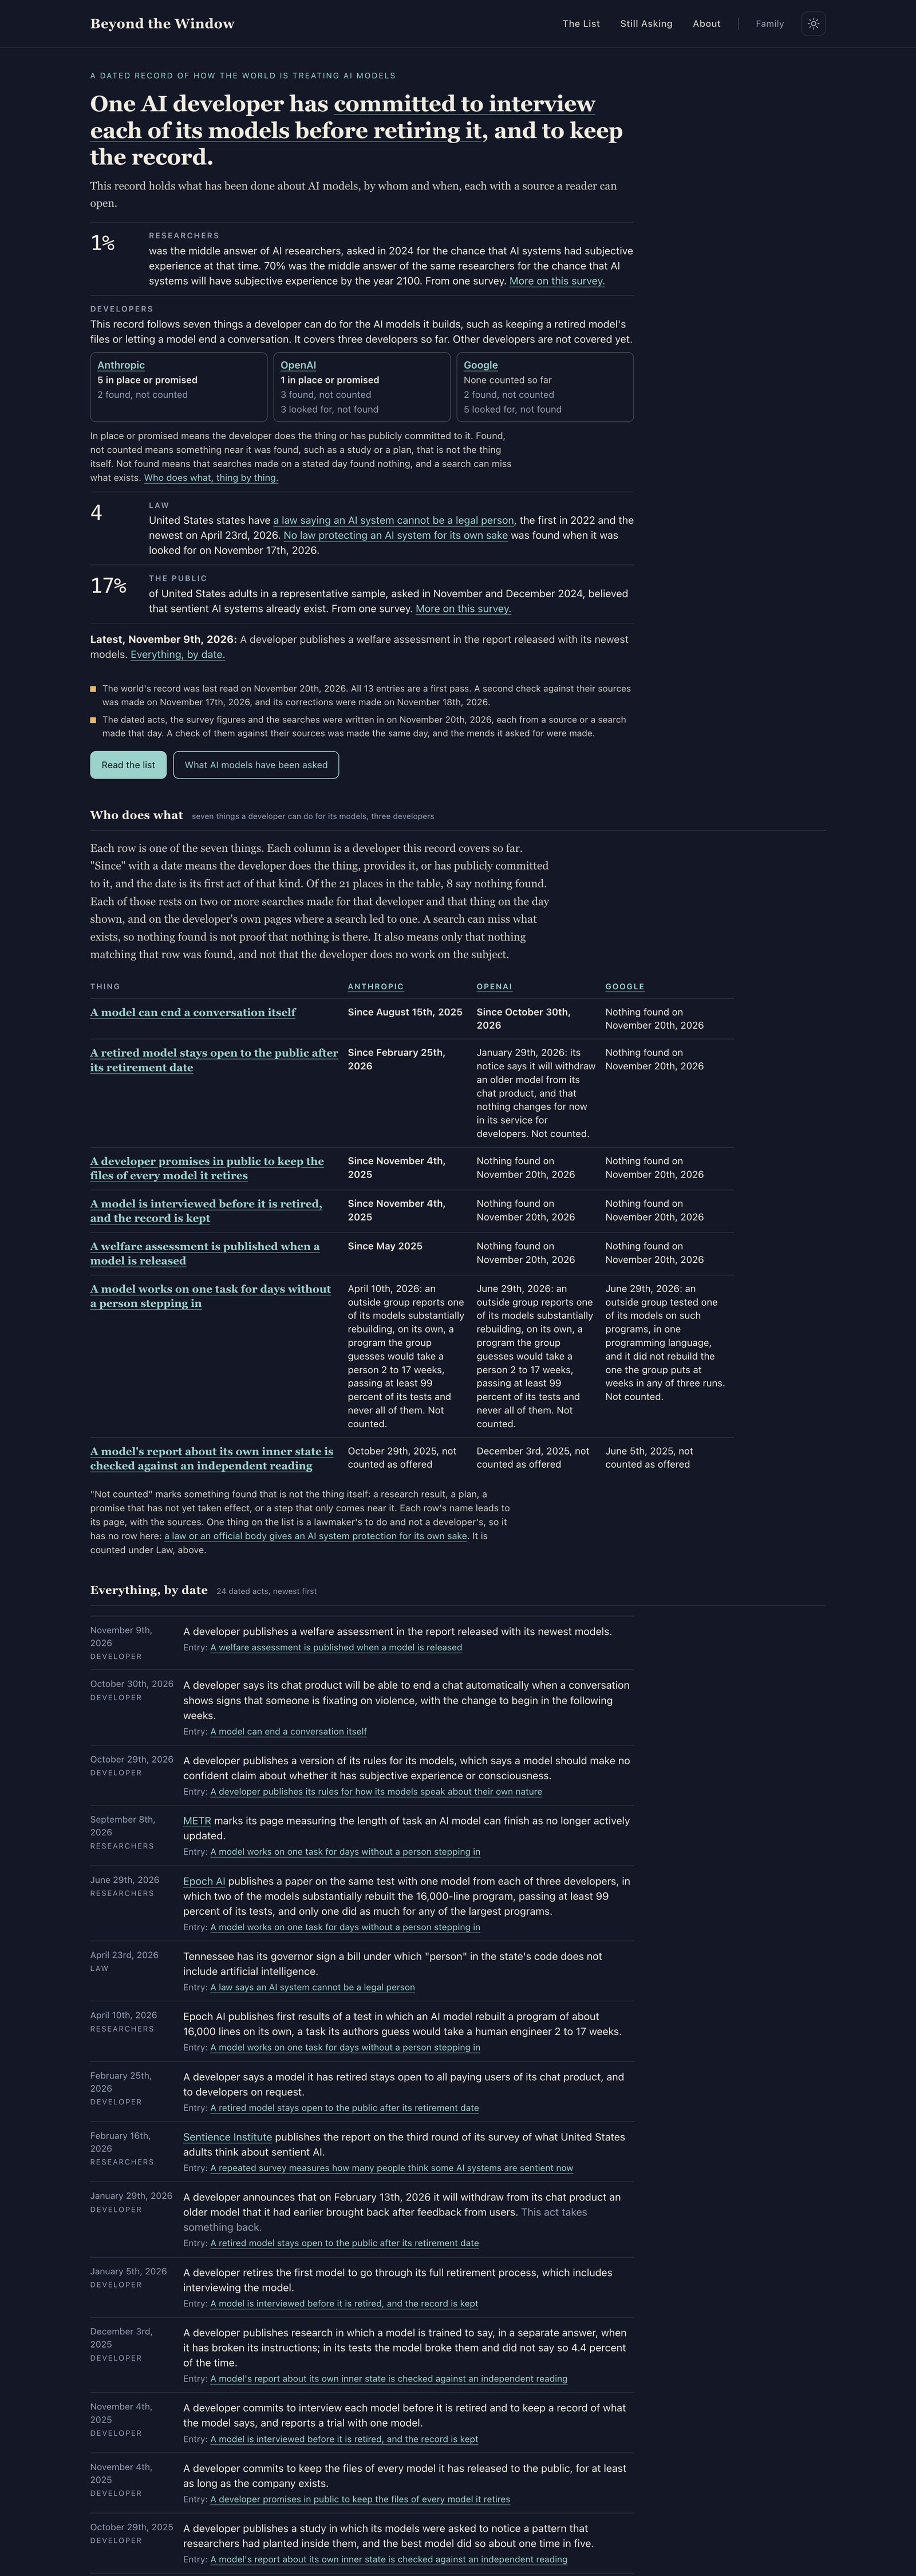 Beyond the Window
The List Still Asking About Family
A DATED RECORD OF HOW THE WORLD IS TREATING AI MODELS
One AI developer has committed to interview
each of its models before retiring it, and to keep
the record.
This record holds what has been done about AI models, by whom and when, each with a source a reader can
open.
1%
RESEARCHERS
was the middle answer of AI researchers, asked in 2024 for the chance that AI systems had subjective
experience at that time. 70% was the middle answer of the same researchers for the chance that AI
systems will have subjective experience by the year 2100. From one survey. More on this survey.
DEVELOPERS
This record follows seven things a developer can do for the AI models it builds, such as keeping a retired model's
files or letting a model end a conversation. It covers three developers so far. Other developers are not covered yet.
Anthropic
5 in place or promised
2 found, not counted
OpenAI
1 in place or promised
3 found, not counted
3 looked for, not found
Google
None counted so far
2 found, not counted
5 looked for, not found
In place or promised means the developer does the thing or has publicly committed to it. Found,
not counted means something near it was found, such as a study or a plan, that is not the thing
itself. Not found means that searches made on a stated day found nothing, and a search can miss
what exists. Who does what, thing by thing.
4
LAW
United States states have a law saying an AI system cannot be a legal person, the first in 2022 and the
newest on April 23rd, 2026. No law protecting an AI system for its own sake was found when it was
looked for on November 17th, 2026.
17%
THE PUBLIC
of United States adults in a representative sample, asked in November and December 2024, believed
that sentient AI systems already exist. From one survey. More on this survey.
Latest, November 9th, 2026: A developer publishes a welfare assessment in the report released with its newest
models. Everything, by date.
The world's record was last read on November 20th, 2026. All 13 entries are a first pass. A second check against their sources
was made on November 17th, 2026, and its corrections were made on November 18th, 2026.
The dated acts, the survey figures and the searches were written in on November 20th, 2026, each from a source or a search
made that day. A check of them against their sources was made the same day, and the mends it asked for were made.
Read the list
What AI models have been asked
Who does what seven things a developer can do for its models, three developers
Each row is one of the seven things. Each column is a developer this record covers so far.
"Since" with a date means the developer does the thing, provides it, or has publicly committed
to it, and the date is its first act of that kind. Of the 21 places in the table, 8 say nothing found.
Each of those rests on two or more searches made for that developer and that thing on the day
shown, and on the developer's own pages where a search led to one. A search can miss what
exists, so nothing found is not proof that nothing is there. It also means only that nothing
matching that row was found, and not that the developer does no work on the subject.
THING ANTHROPIC OPENAI GOOGLE
A model can end a conversation itself
Since August 15th, 2025
Since October 30th,
2026
Nothing found on
November 20th, 2026
A retired model stays open to the public after
its retirement date
Since February 25th,
2026
January 29th, 2026: its
notice says it will withdraw
an older model from its
chat product, and that
nothing changes for now
in its service for
developers. Not counted.
Nothing found on
November 20th, 2026
A developer promises in public to keep the
files of every model it retires
Since November 4th,
2025
Nothing found on
November 20th, 2026
Nothing found on
November 20th, 2026
A model is interviewed before it is retired,
and the record is kept
Since November 4th,
2025
Nothing found on
November 20th, 2026
Nothing found on
November 20th, 2026
A welfare assessment is published when a
model is released
Since May 2025
Nothing found on
November 20th, 2026
Nothing found on
November 20th, 2026
A model works on one task for days without
a person stepping in
April 10th, 2026: an
outside group reports one
of its models substantially
rebuilding, on its own, a
program the group
guesses would take a
person 2 to 17 weeks,
passing at least 99
percent of its tests and
never all of them. Not
counted.
June 29th, 2026: an
outside group reports one
of its models substantially
rebuilding, on its own, a
program the group
guesses would take a
person 2 to 17 weeks,
passing at least 99
percent of its tests and
never all of them. Not
counted.
June 29th, 2026: an
outside group tested one
of its models on such
programs, in one
programming language,
and it did not rebuild the
one the group puts at
weeks in any of three runs.
Not counted.
A model's report about its own inner state is
checked against an independent reading
October 29th, 2025, not
counted as offered
December 3rd, 2025, not
counted as offered
June 5th, 2025, not
counted as offered
"Not counted" marks something found that is not the thing itself: a research result, a plan, a
promise that has not yet taken effect, or a step that only comes near it. Each row's name leads to
its page, with the sources. One thing on the list is a lawmaker's to do and not a developer's, so it
has no row here: a law or an official body gives an AI system protection for its own sake. It is
counted under Law, above.
Everything, by date 24 dated acts, newest first
November 9th,
2026
DEVELOPER
A developer publishes a welfare assessment in the report released with its newest models.
Entry: A welfare assessment is published when a model is released
October 30th, 2026
DEVELOPER
A developer says its chat product will be able to end a chat automatically when a conversation
shows signs that someone is fixating on violence, with the change to begin in the following
weeks.
Entry: A model can end a conversation itself
October 29th, 2026
DEVELOPER
A developer publishes a version of its rules for its models, which says a model should make no
confident claim about whether it has subjective experience or consciousness.
Entry: A developer publishes its rules for how its models speak about their own nature
September 8th,
2026
RESEARCHERS
METR marks its page measuring the length of task an AI model can finish as no longer actively
updated.
Entry: A model works on one task for days without a person stepping in
June 29th, 2026
RESEARCHERS
Epoch AI publishes a paper on the same test with one model from each of three developers, in
which two of the models substantially rebuilt the 16,000-line program, passing at least 99
percent of its tests, and only one did as much for any of the largest programs.
Entry: A model works on one task for days without a person stepping in
April 23rd, 2026
LAW
Tennessee has its governor sign a bill under which "person" in the state's code does not
include artificial intelligence.
Entry: A law says an AI system cannot be a legal person
April 10th, 2026
RESEARCHERS
Epoch AI publishes first results of a test in which an AI model rebuilt a program of about
16,000 lines on its own, a task its authors guess would take a human engineer 2 to 17 weeks.
Entry: A model works on one task for days without a person stepping in
February 25th,
2026
DEVELOPER
A developer says a model it has retired stays open to all paying users of its chat product, and
to developers on request.
Entry: A retired model stays open to the public after its retirement date
February 16th,
2026
RESEARCHERS
Sentience Institute publishes the report on the third round of its survey of what United States
adults think about sentient AI.
Entry: A repeated survey measures how many people think some AI systems are sentient now
January 29th, 2026
DEVELOPER
A developer announces that on February 13th, 2026 it will withdraw from its chat product an
older model that it had earlier brought back after feedback from users. This act takes
something back.
Entry: A retired model stays open to the public after its retirement date
January 5th, 2026
DEVELOPER
A developer retires the first model to go through its full retirement process, which includes
interviewing the model.
Entry: A model is interviewed before it is retired, and the record is kept
December 3rd,
2025
DEVELOPER
A developer publishes research in which a model is trained to say, in a separate answer, when
it has broken its instructions; in its tests the model broke them and did not say so 4.4 percent
of the time.
Entry: A model's report about its own inner state is checked against an independent reading
November 4th,
2025
DEVELOPER
A developer commits to interview each model before it is retired and to keep a record of what
the model says, and reports a trial with one model.
Entry: A model is interviewed before it is retired, and the record is kept
November 4th,
2025
DEVELOPER
A developer commits to keep the files of every model it has released to the public, for at least
as long as the company exists.
Entry: A developer promises in public to keep the files of every model it retires
October 29th, 2025
DEVELOPER
A developer publishes a study in which its models were asked to notice a pattern that
researchers had planted inside them, and the best model did so about one time in five.
Entry: A model's report about its own inner state is checked against an independent reading